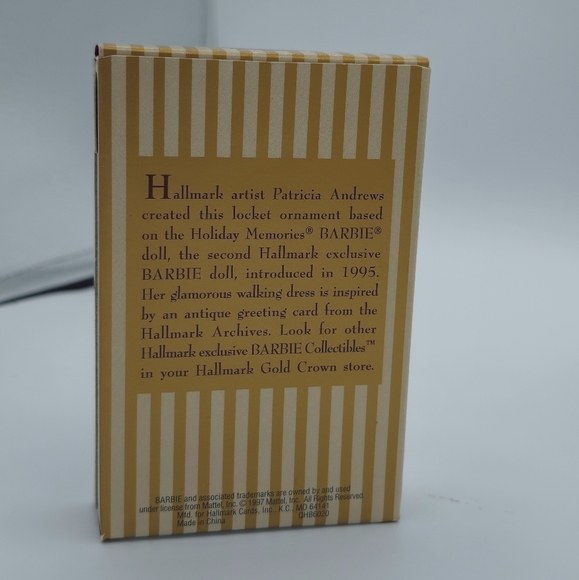 Hallmark artist Patricia Andrews
created this locket ornament based
on the Holiday Memories® BARBIE®
doll, the second Hallmark exclusive
BARBIE doll, introduced in 1995.
Her glamorous walking dress is inspired
by an antique greeting card from the
Hallmark Archives. Look for other
Hallmark exclusive BARBIE Collectibles™
in your Hallmark Gold Crown store.
BARBIE and associated trademarks are owned by and used
under license from Mattel, Inc. © 1997 Mattel, Inc. All Rights Reserved.
Mfd. for Hallmark Cards, Inc., K.C., MO 64141
Made in China GHB6020